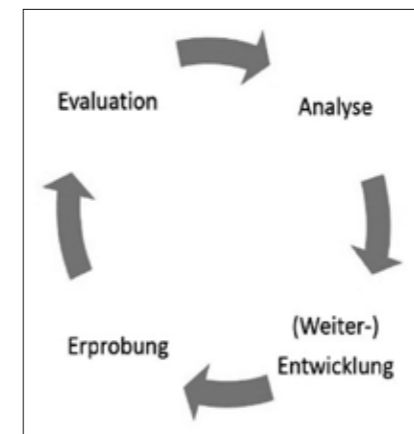 Evaluation
Analyse
(Weiter-)
Entwicklung
Erprobung